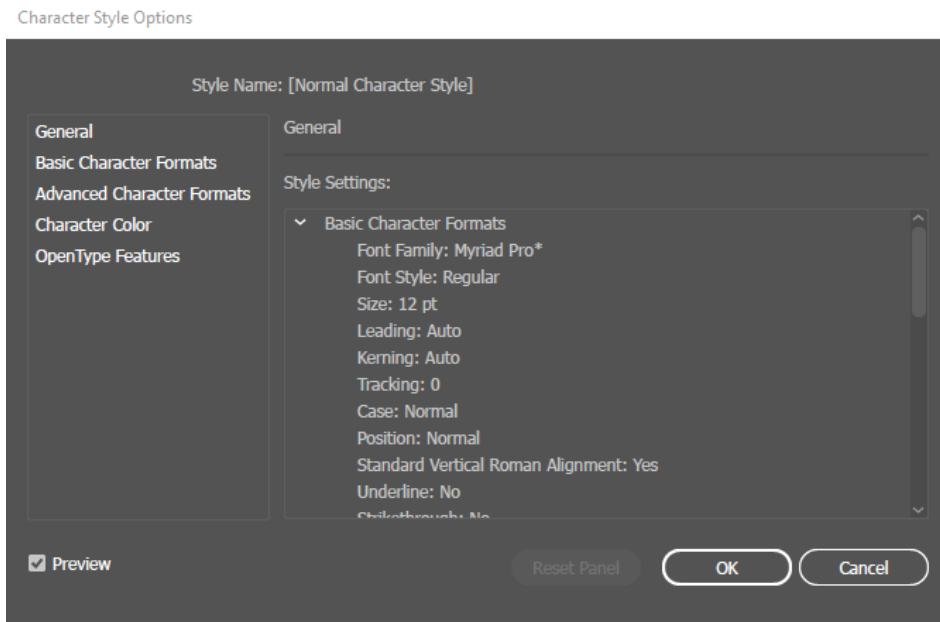 Character Style Options
Style Name: [Normal Character Style]
General
Basic Character Formats
Advanced Character Formats
Character Color
OpenType Features
General
Style Settings:
Basic Character Formats
Font Family: Myriad Pro*
Font Style: Regular
Size: 12 pt
Leading: Auto
Kerning: Auto
Tracking: 0
Case: Normal
Position: Normal
Standard Vertical Roman Alignment: Yes
Underline: No
Strikethrough: No
Preview
Reset Panel
OK
Cancel